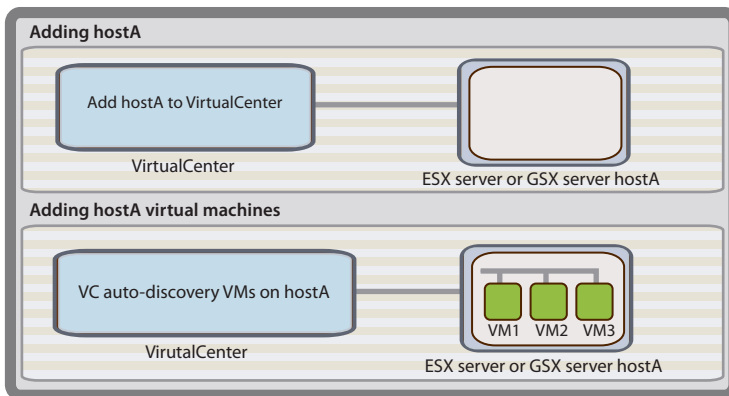 Adding hostA
Add hostA to VirtualCenter
VirtualCenter
ESX server or GSX server hostA
Adding hostA virtual machines
VC auto-discovery VMs on hostA
VM1 VM2 VM3
VirutalCenter
ESX server or GSX server hostA